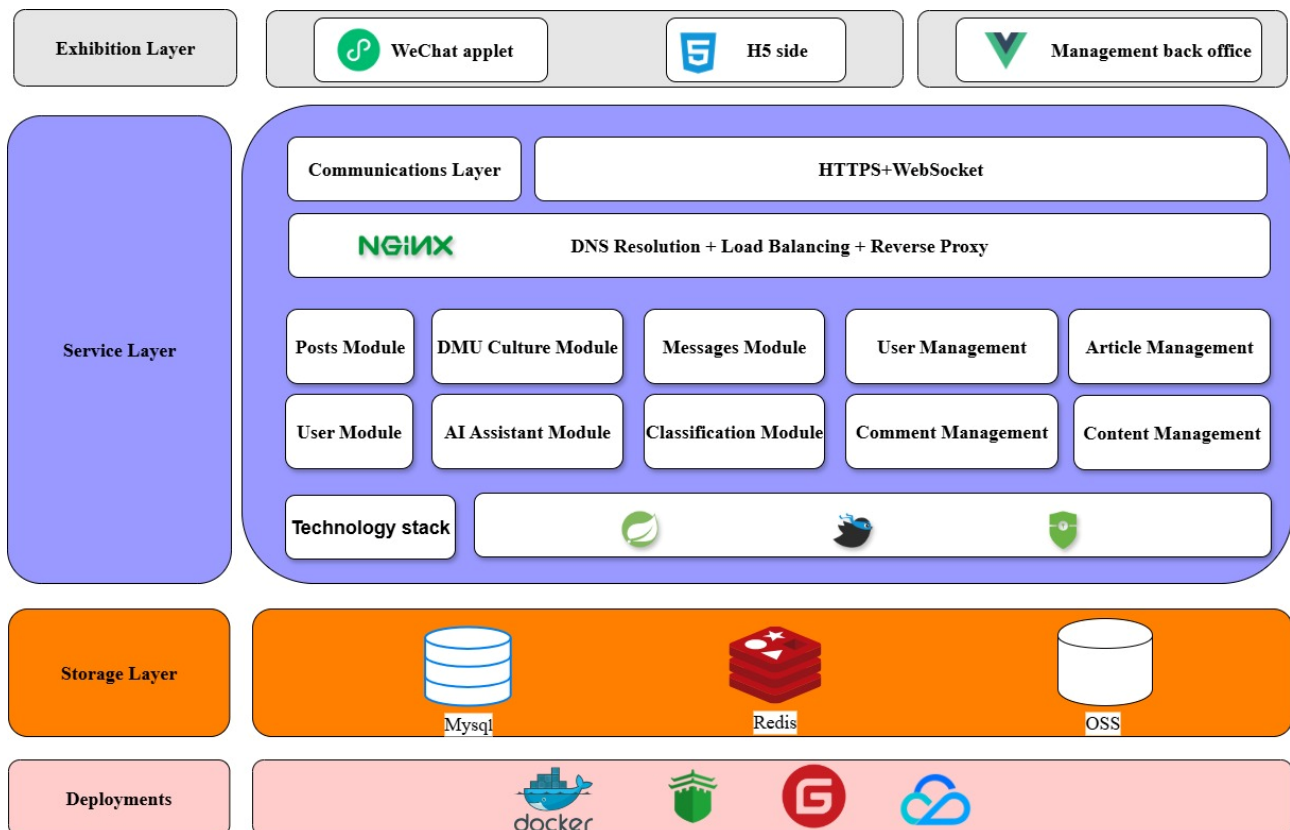 Exhibition Layer
WeChat applet
H5 side
Management back office
Service Layer
Communications Layer
HTTPS+WebSocket
NGINX
DNS Resolution + Load Balancing + Reverse Proxy
Posts Module
DMU Culture Module
Messages Module
User Management
Article Management
User Module
AI Assistant Module
Classification Module
Comment Management
Content Management
Technology stack
Storage Layer
Mysql
Redis
OSS
Deployments
docker
G